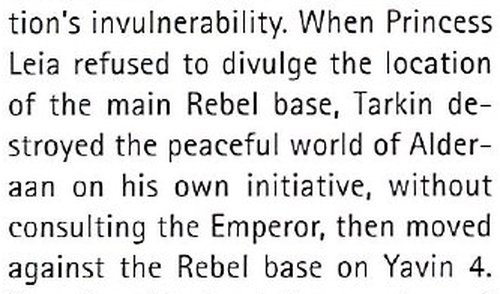 tion's invulnerability. When Princess
Leia refused to divulge the location
of the main Rebel base, Tarkin de-
stroyed the peaceful world of Alder-
aan on his own initiative, without
consulting the Emperor, then moved
against the Rebel base on Yavin 4.